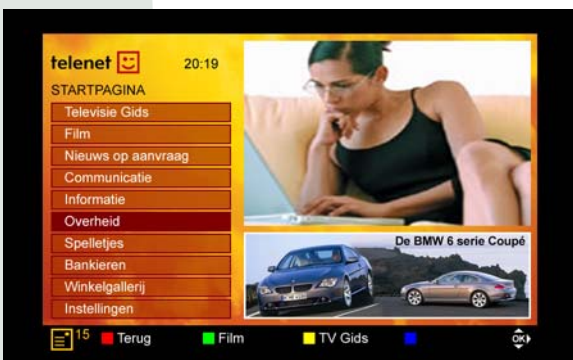 telenet 20:19
STARTPAGINA
Televisie Gids
Film
Nieuws op aanvraag
Communicatie
Informatie
Overheid
Spelletjes
Bankieren
Winkelgallerij
Instellingen
De BMW 6 serie Coupé
15 Terug Film TV Gids OK